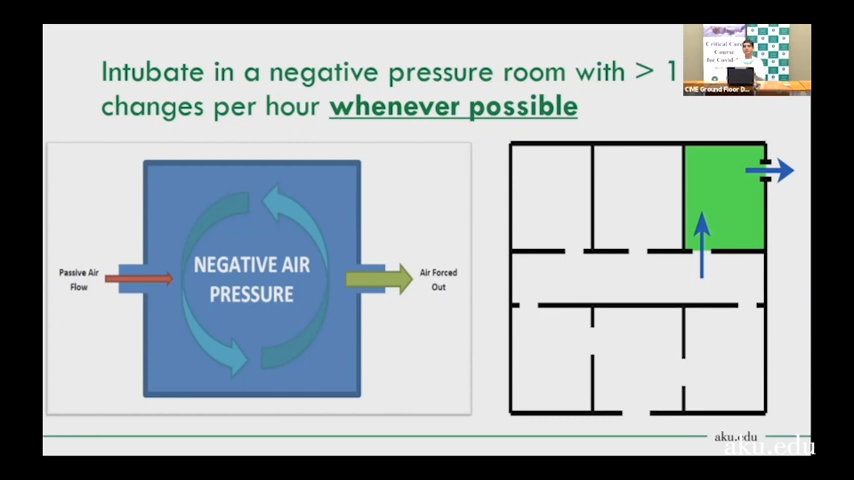 Intubate in a negative pressure room with > 1
changes per hour whenever possible
Critical Care
Course
for Covid
CME Ground Floor D...
Passive Air
Flow
NEGATIVE AIR
PRESSURE
Air Forced
Out
aku.edu
aku.edu